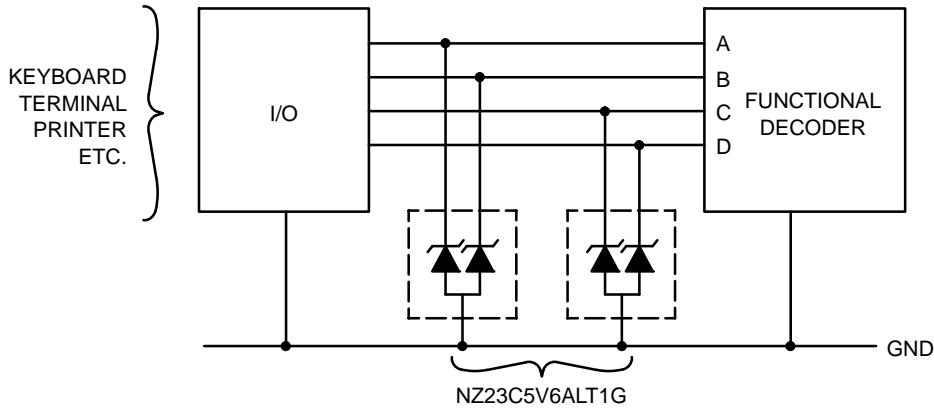 KEYBOARD
TERMINAL
PRINTER
ETC.
I/O
A
B
C
D
FUNCTIONAL
DECODER
GND
NZ23C5V6ALT1G